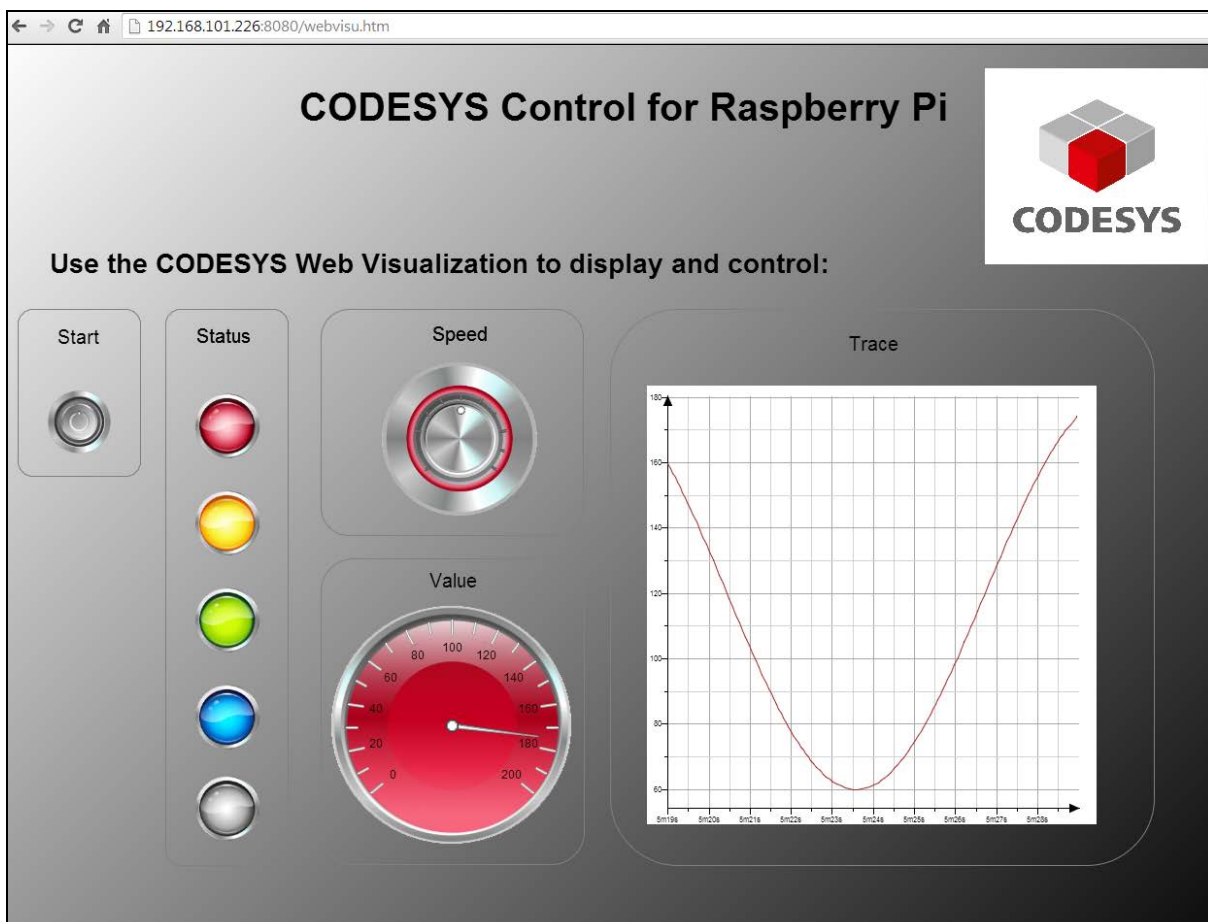 192.168.101.226:8080/webvisu.htm
CODESYS Control for Raspberry Pi
CODESYS
Use the CODESYS Web Visualization to display and control:
Start
Status
Speed
Trace
180
160
140
120
100
80
60
5m19s 5m20s 5m21s 5m22s 5m23s 5m24s 5m25s 5m26s 5m27s 5m28s
Value
0
20
40
60
80
100
120
140
160
180
200